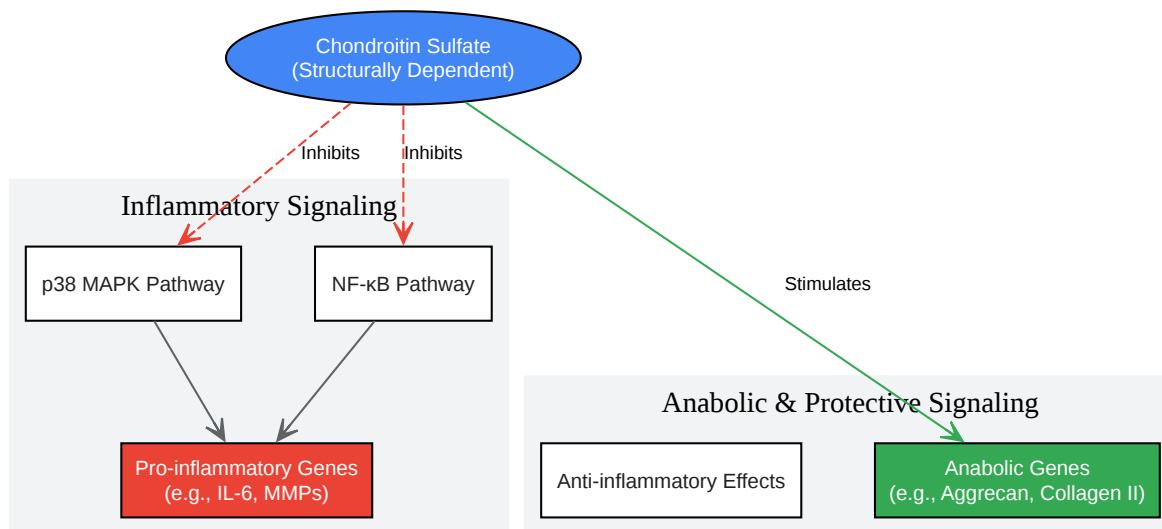 Chondroitin Sulfate
(Structurally Dependent)
Inhibits
Inhibits
Inflammatory Signaling
p38 MAPK Pathway
NF-κB Pathway
Stimulates
Anabolic & Protective Signaling
Pro-inflammatory Genes
(e.g., IL-6, MMPs)
Anti-inflammatory Effects
Anabolic Genes
(e.g., Aggrecan, Collagen II)